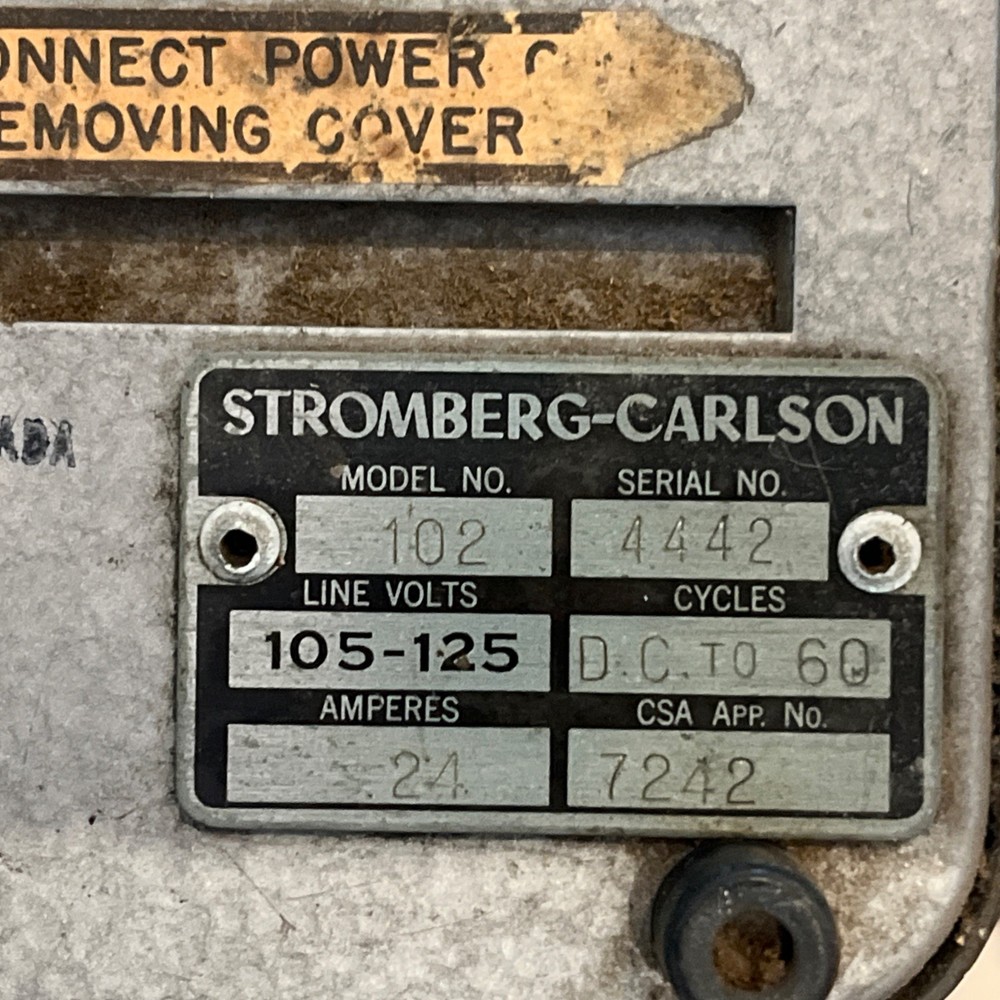 ONNECT POWER
EMOVING COVER
ADA
STROMBERG-CARLSON
MODEL NO. SERIAL NO.
102 4442
LINE VOLTS CYCLES
105-125 D.C. TO 60
AMPERES CSA APP. NO.
24 7242